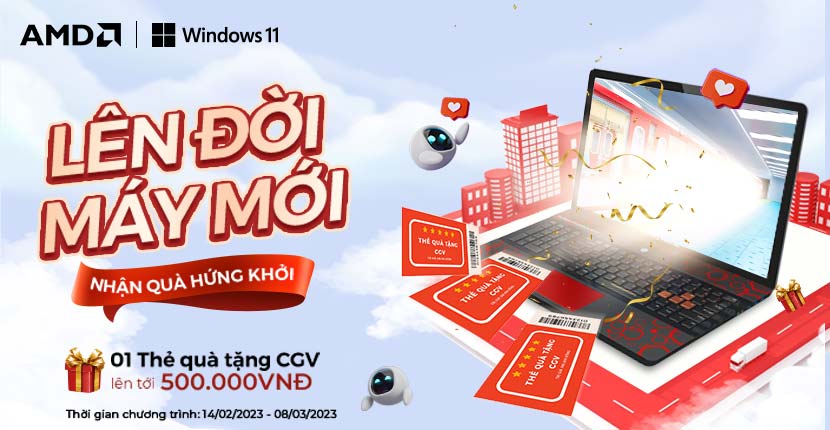 AMD
Windows 11
LÊN ĐỜI
MÁY MỚI
NHẬN QUÀ HỨNG KHỞI
01 Thẻ quà tặng CGV
lên tới 500.000VNĐ
Thời gian chương trình: 14/02/2023 - 08/03/2023
THẺ QUÀ TẶNG
CGV
THẺ QUÀ TẶNG
CGV
THẺ QUÀ TẶNG
CGV